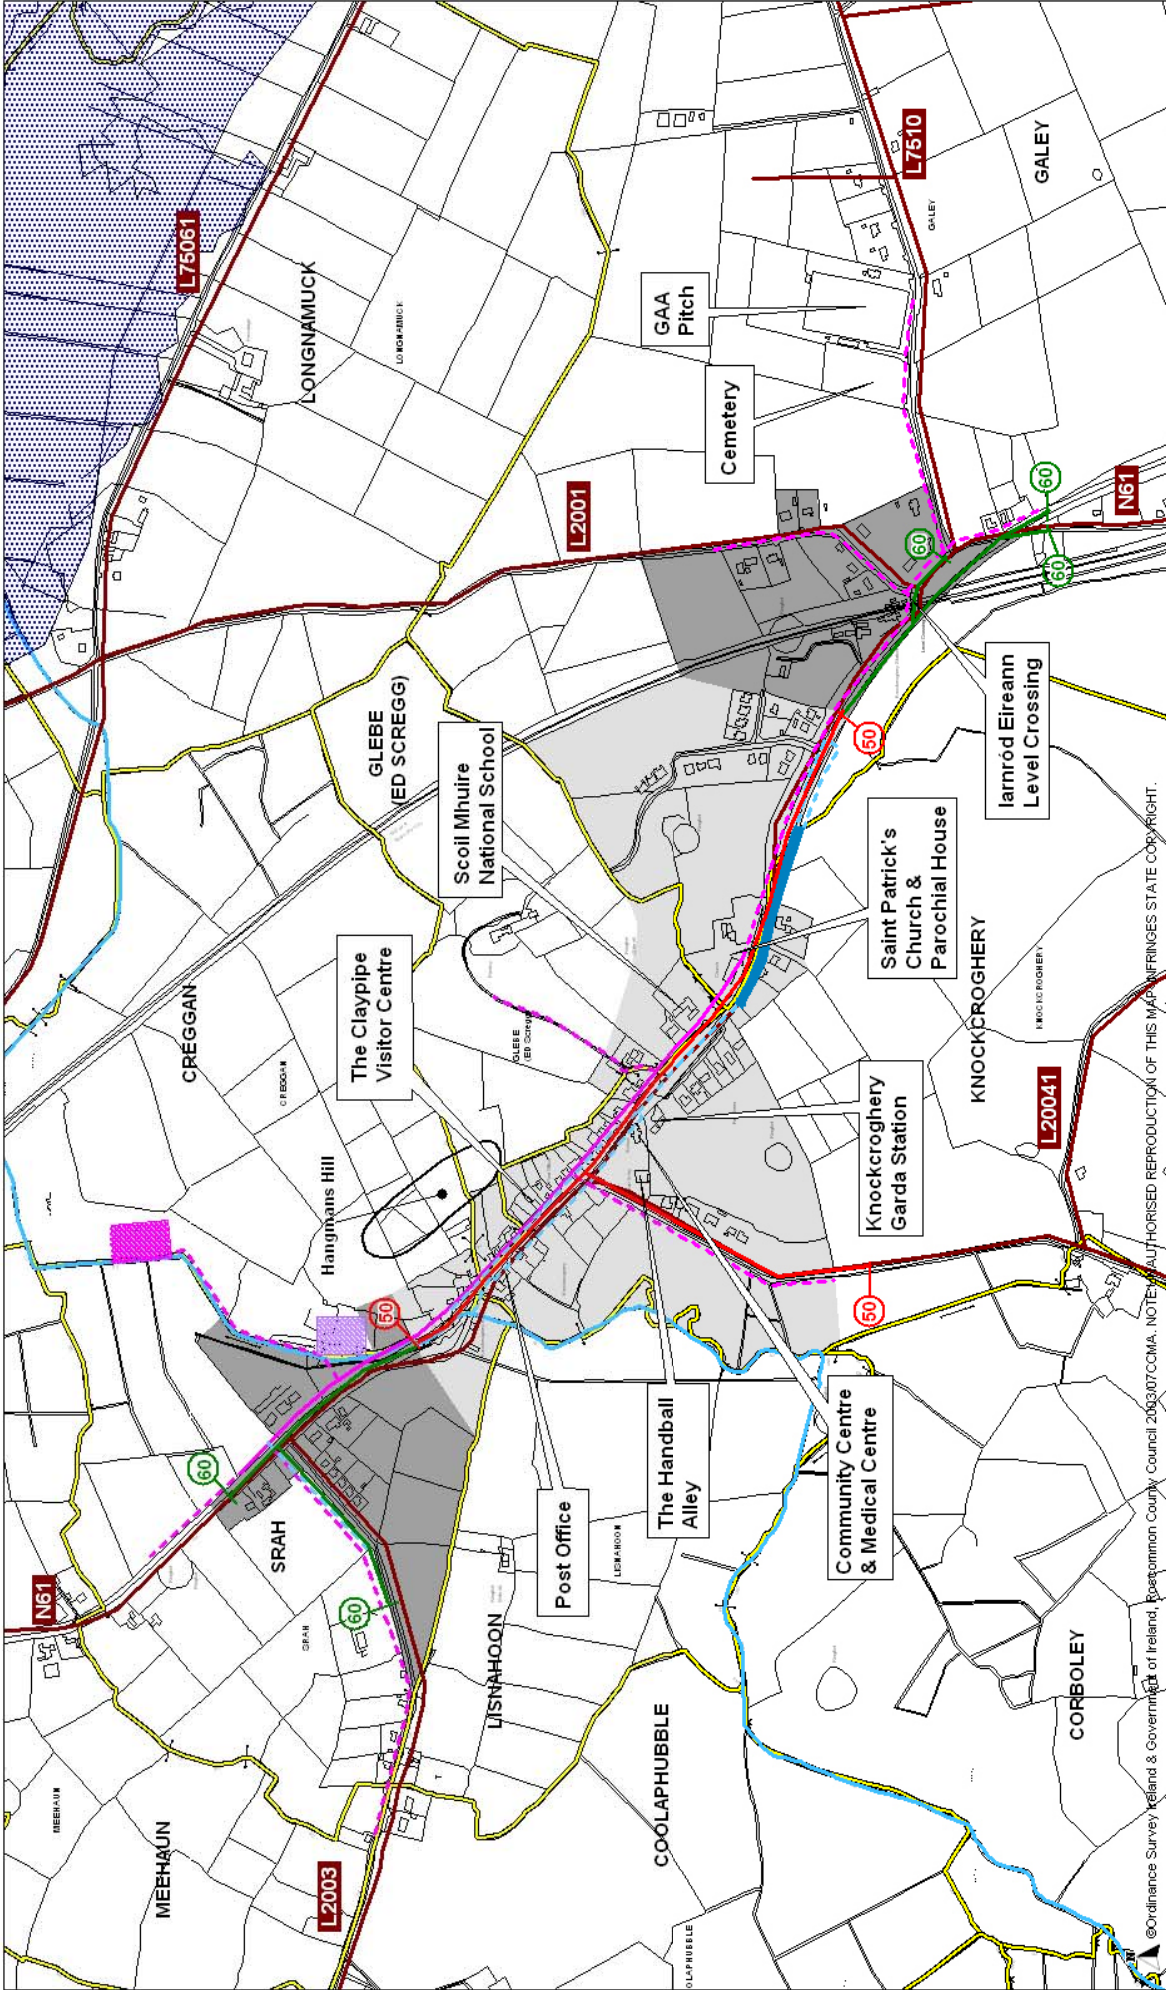 L75061
LONGNAMUCK
LONGNAMUCK
L7510
GALEY
GALEY
GAA
Pitch
Cemetery
L2001
N61
60
60
60
GLEBE
(ED SCREGG)
Scoil Mhuire
National School
Iarnród Eireann
Level Crossing
50
Saint Patrick's
Church &
Parochial House
CREGGAN
CREGGAN
The Claypipe
Visitor Centre
GLEBE
(ED Scregg)
KNOCKCROGHERY
KNOCKCROGHERY
L20041
Knockcroghery
Garda Station
Hangmans Hill
50
50
Community Centre
& Medical Centre
The Handball
Alley
Post Office
60
60
N61
SRAH
SRAH
LISNAHOON
LISNAHOON
L2003
MEEHAUN
MEEHAUN
COOLAPHUBBLE
OLAPHUBBLE
CORBOLEY
©Ordinance Survey Ireland & Government of Ireland, Roscommon County Council 2003/07CCMA. NOTE: UNAUTHORISED REPRODUCTION OF THIS MAP INFRINGES STATE COPYRIGHT.